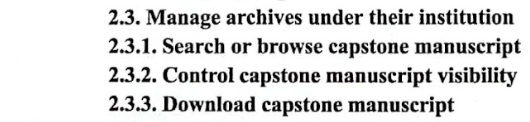 2.3. Manage archives under their institution
2.3.1. Search or browse capstone manuscript
2.3.2. Control capstone manuscript visibility
2.3.3. Download capstone manuscript